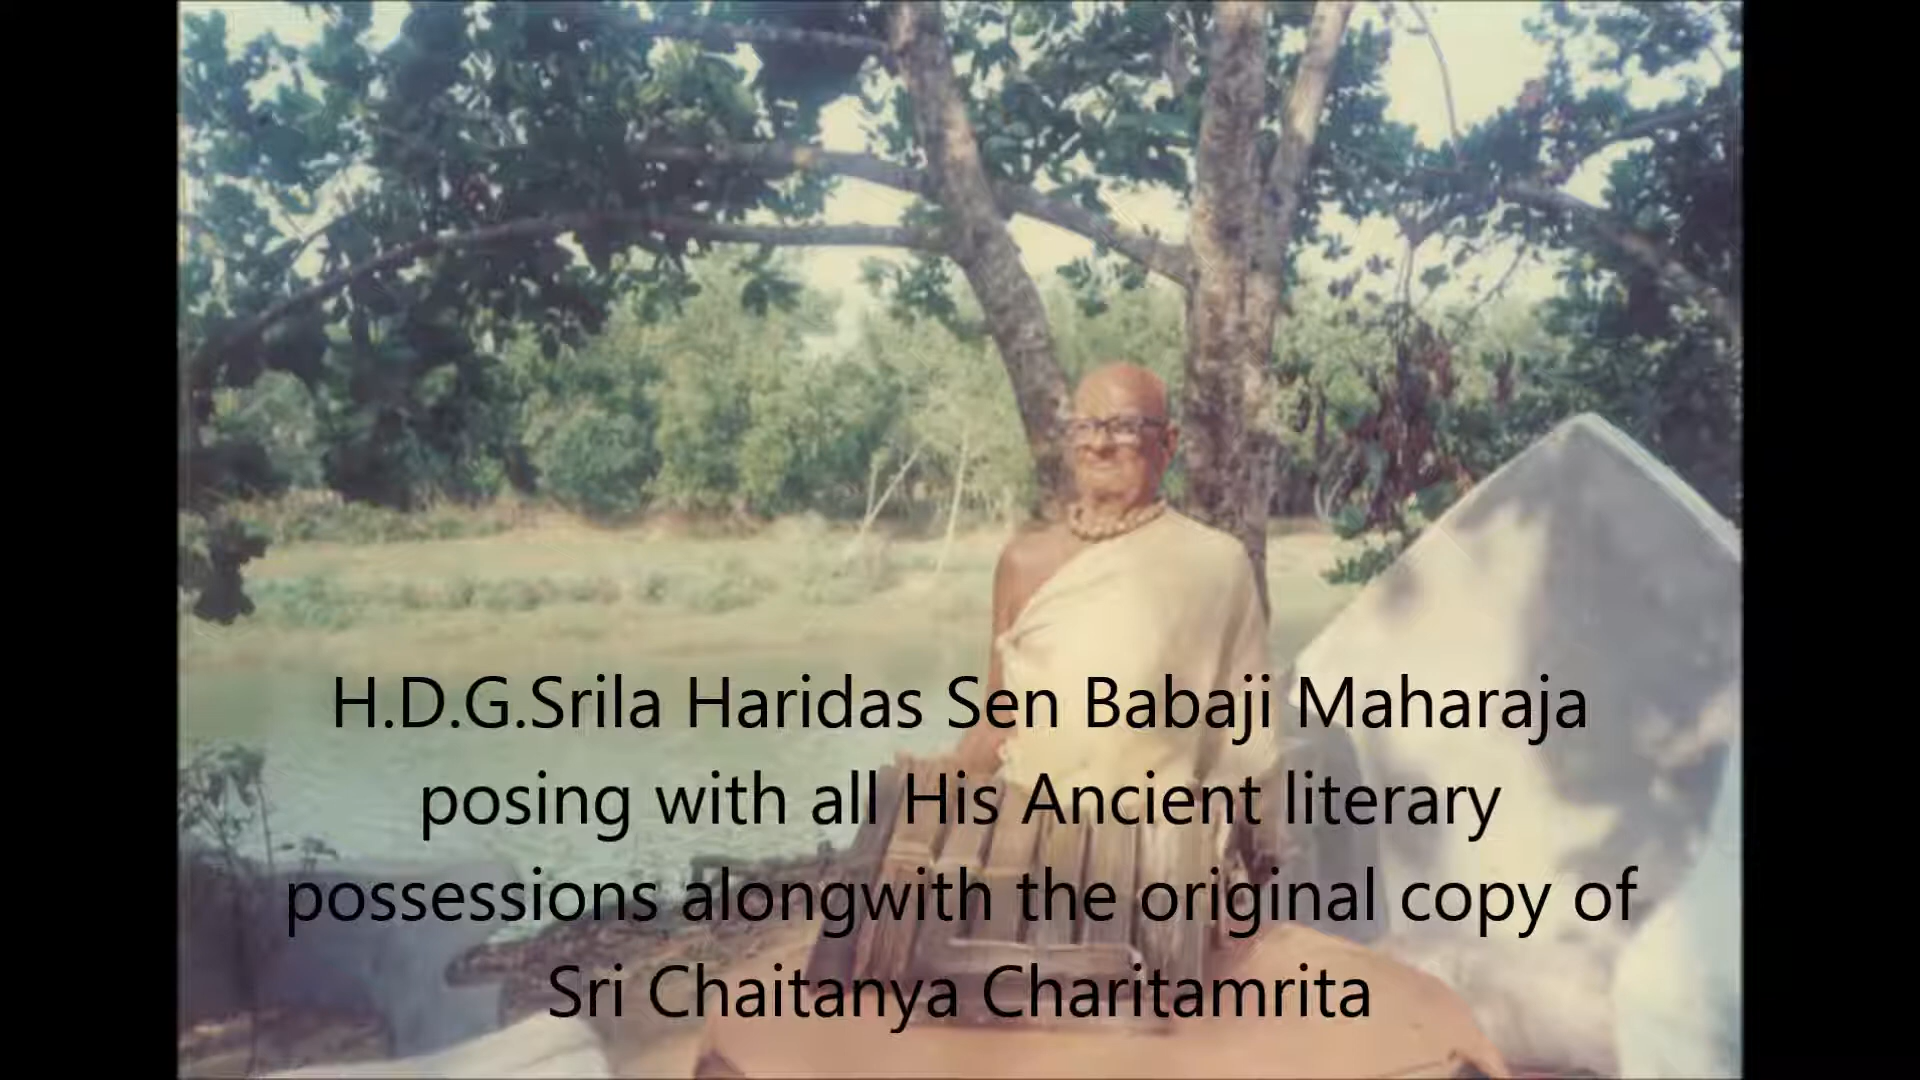 H.D.G.Srila Haridas Sen Babaji Maharaja
posing with all His Ancient literary
possessions alongwith the original copy of
Sri Chaitanya Charitamrita